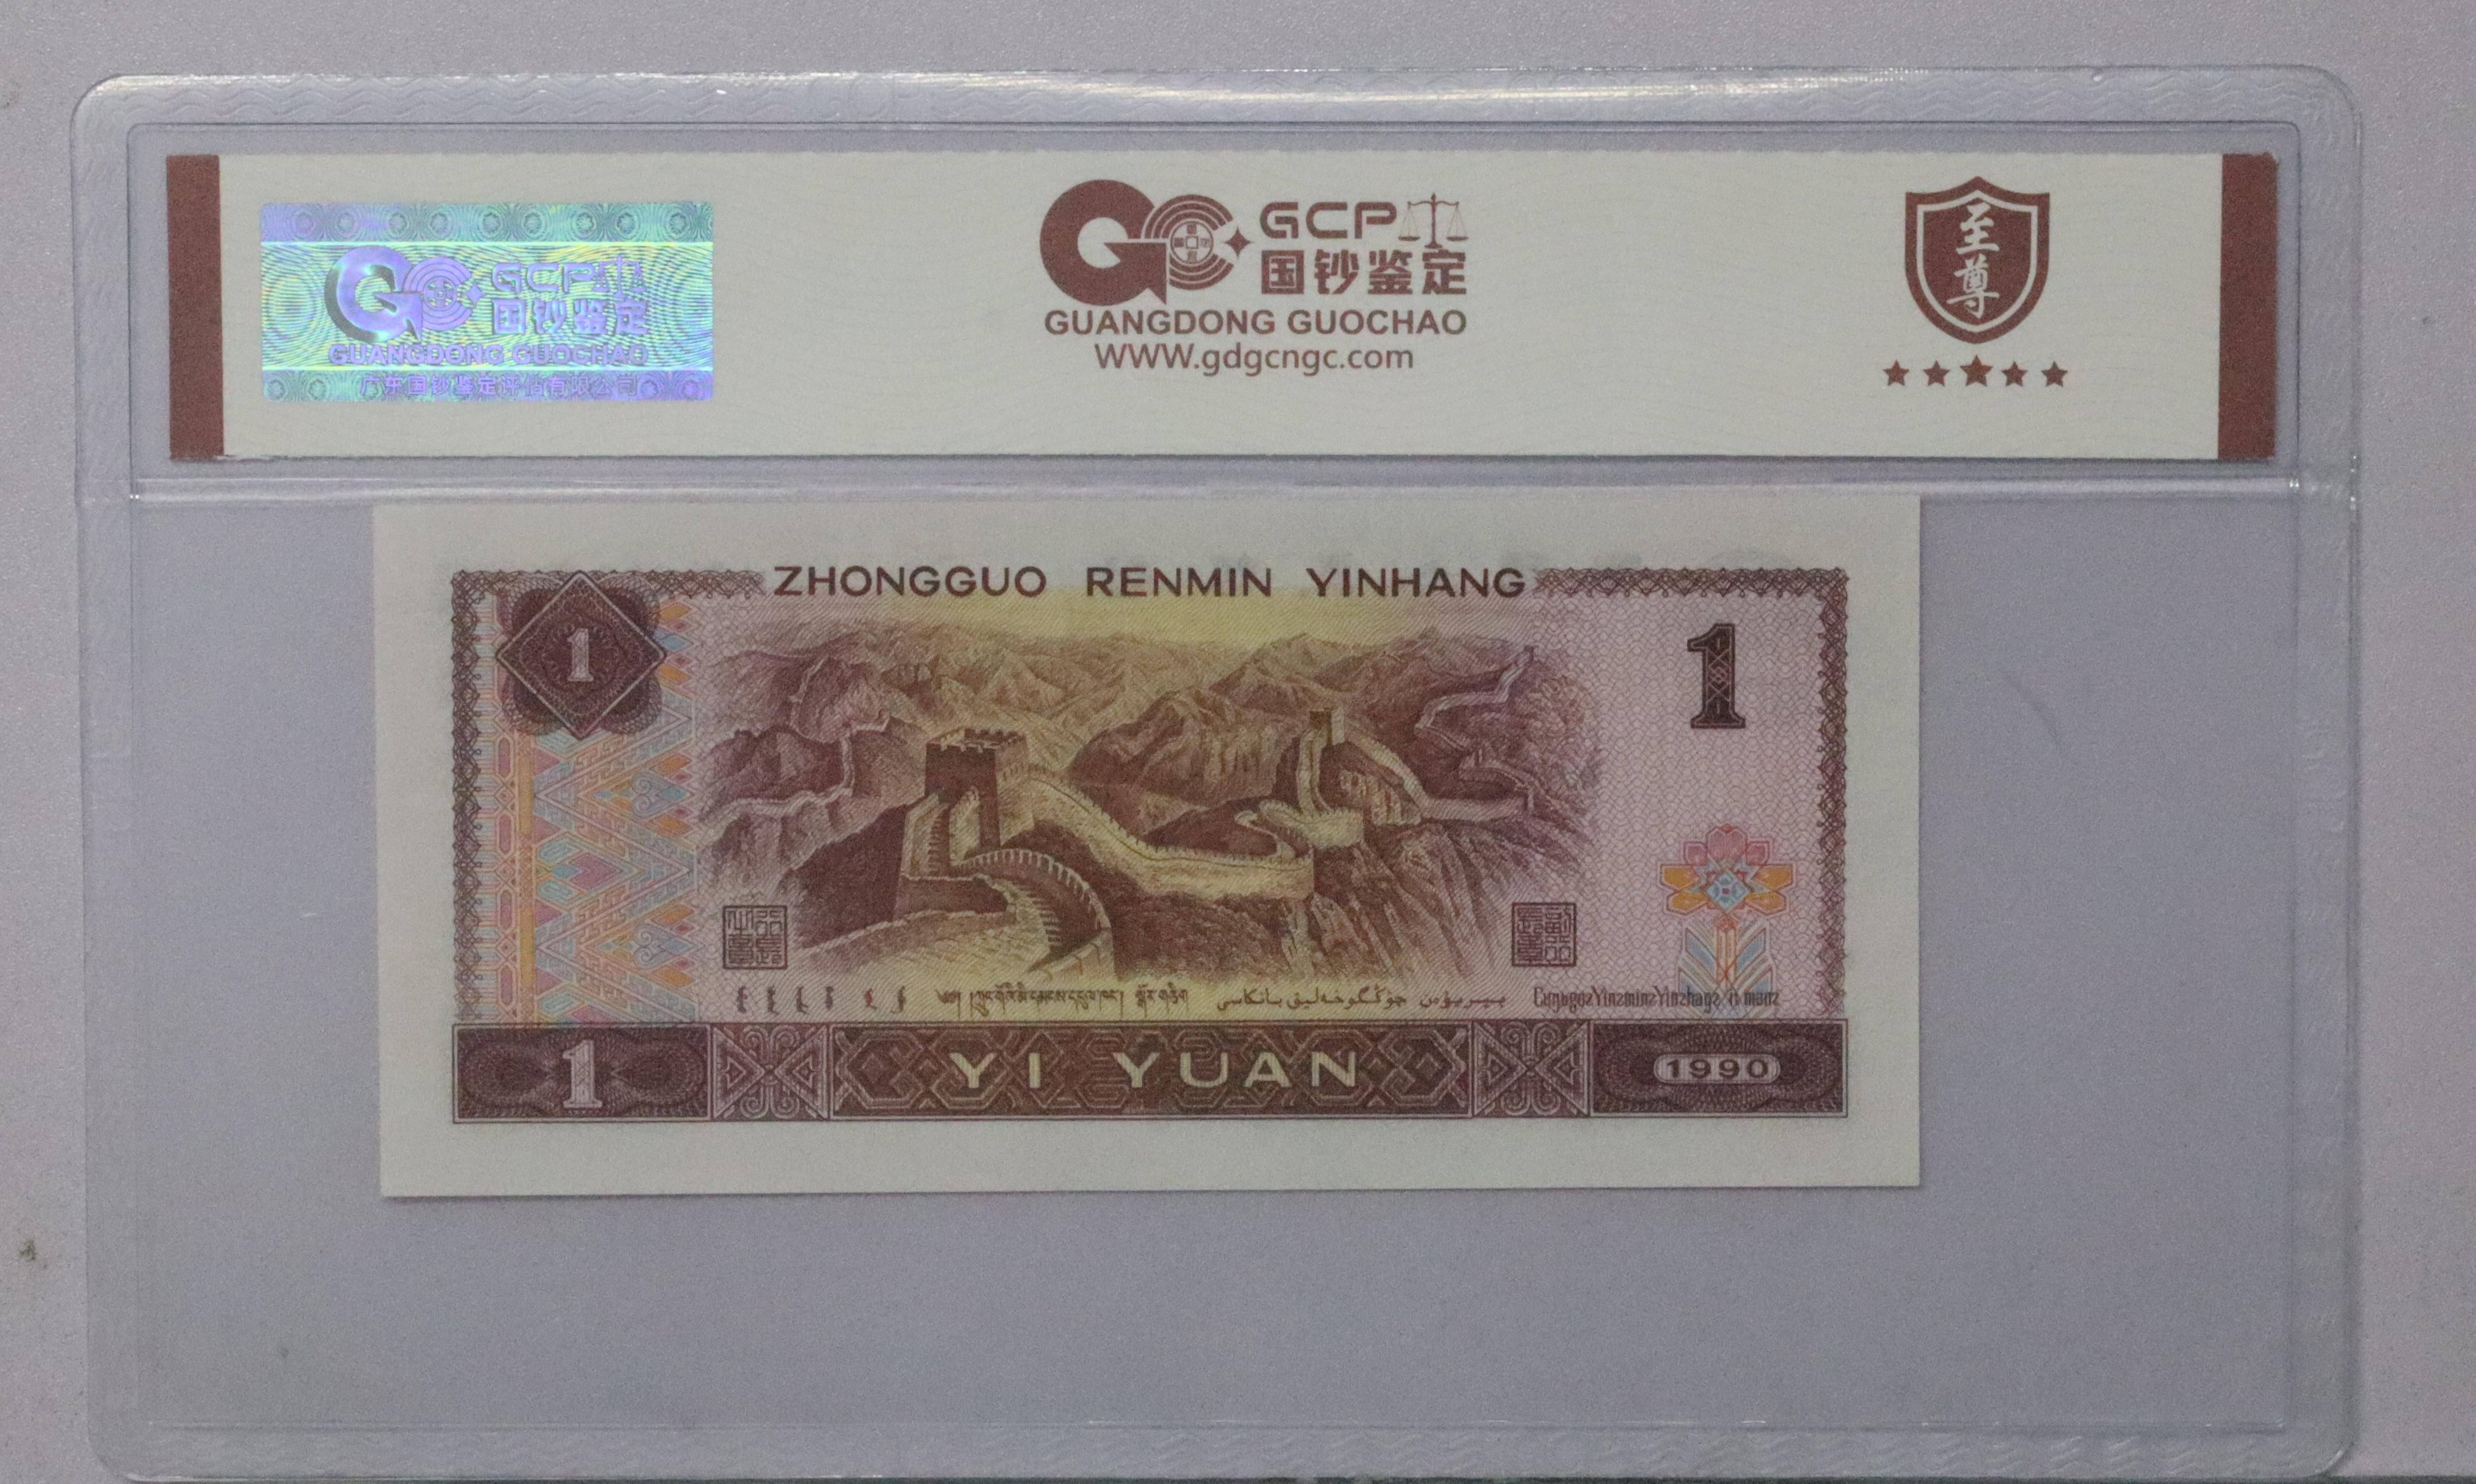 GCP
国钞鉴定
GUANGDONG GUOCHAO
广东国钞鉴定评估有限公司
GCP
国钞鉴定
GUANGDONG GUOCHAO
WWW.gdgcngc.com
至尊
ZHONGGUO RENMIN YINHANG
1
1
1
YI YUAN
1990